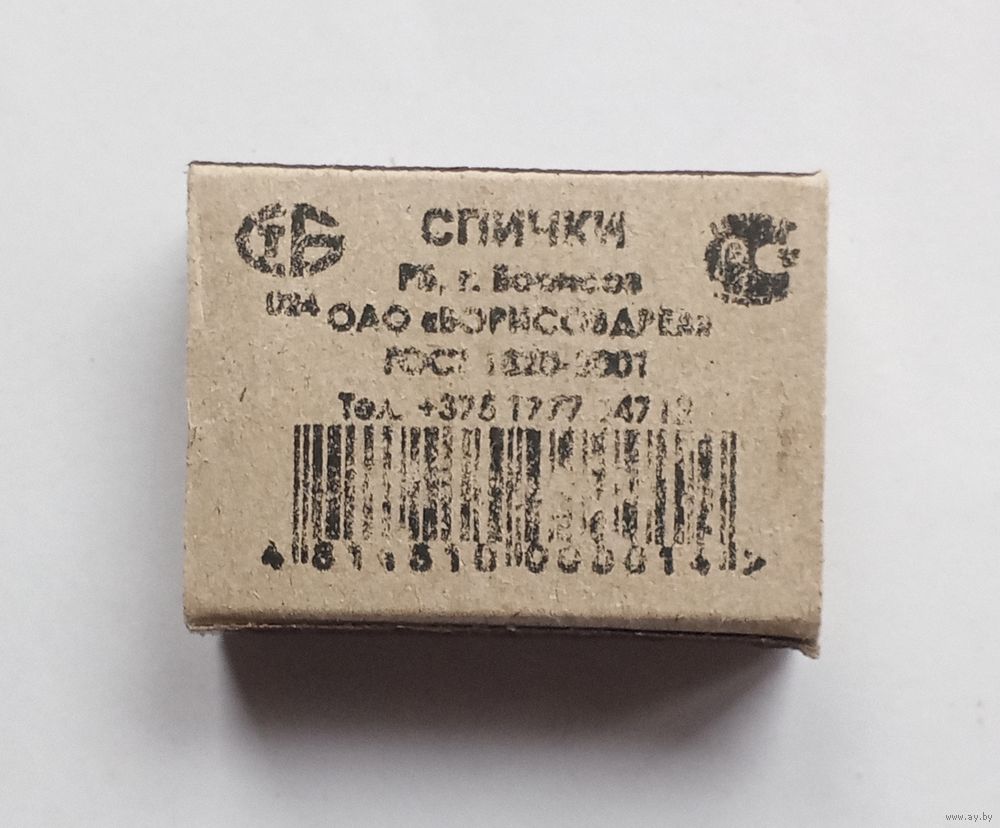 СПИЧКИ
РБ, г. Борисов
ОАО «БОРИСОВДРЕВ»
ГОСТ 1820-2001
Тел. +375 1777
www.ay.by